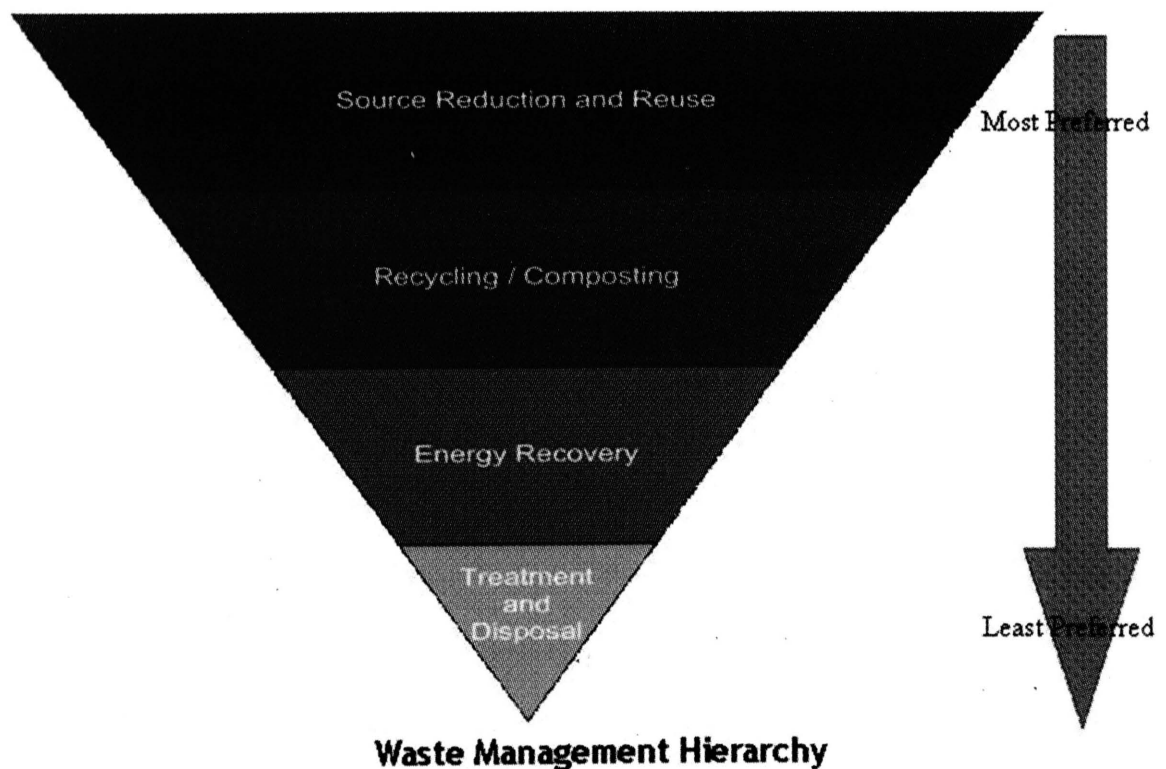 Source Reduction and Reuse
Most Preferred
Recycling / Composting
Energy Recovery
Treatment
and
Disposal
Least Preferred
Waste Management Hierarchy